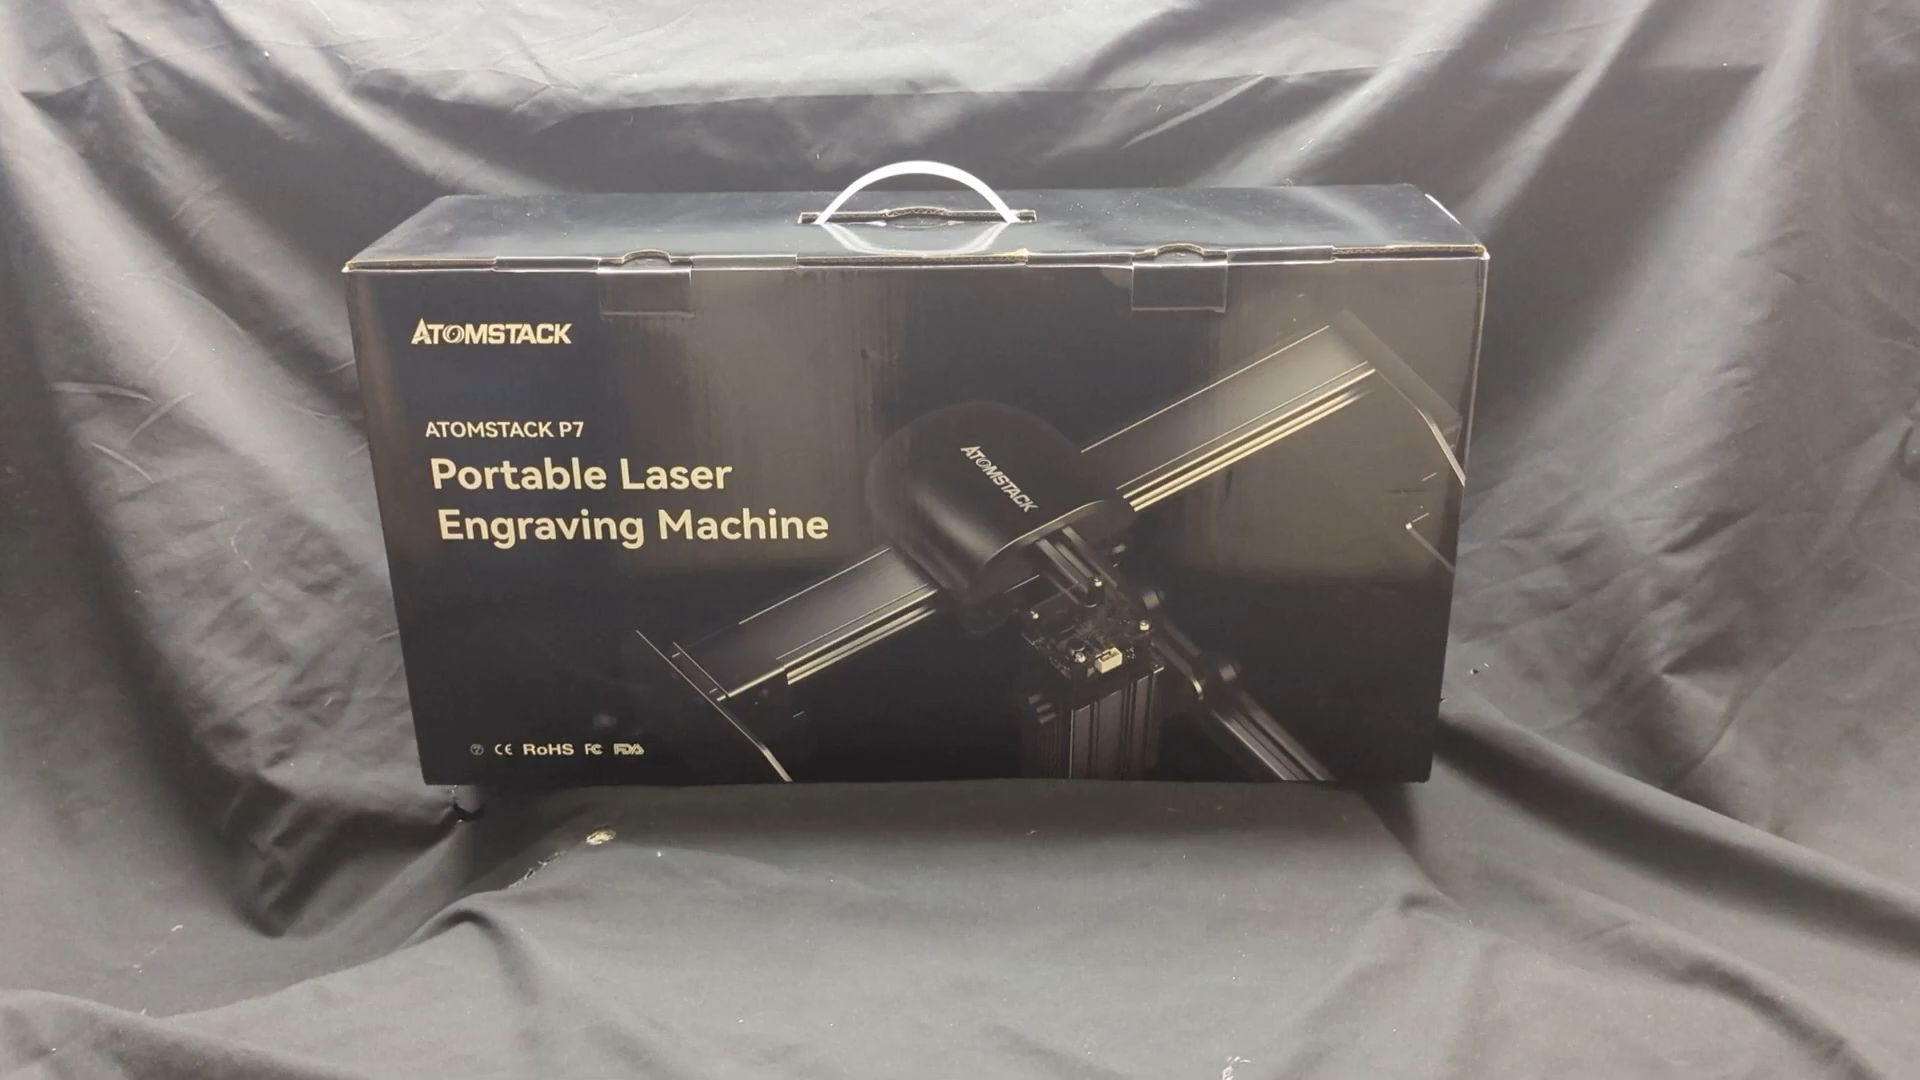 ATOMSTACK
ATOMSTACK P7
Portable Laser
Engraving Machine
ATOMSTACK
CE RoHS FC FDA